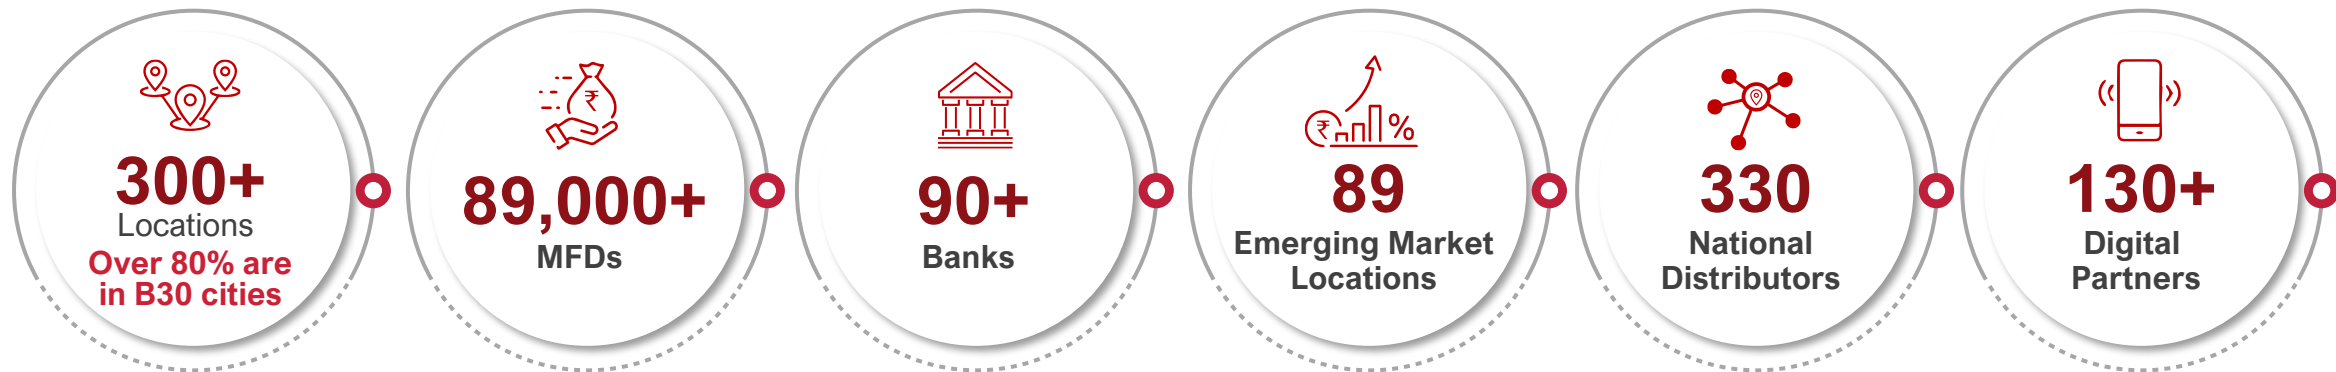 300+
Locations
Over 80% are
in B30 cities
₹
89,000+
MFDs
90+
Banks
₹ %
89
Emerging Market
Locations
330
National
Distributors
130+
Digital
Partners